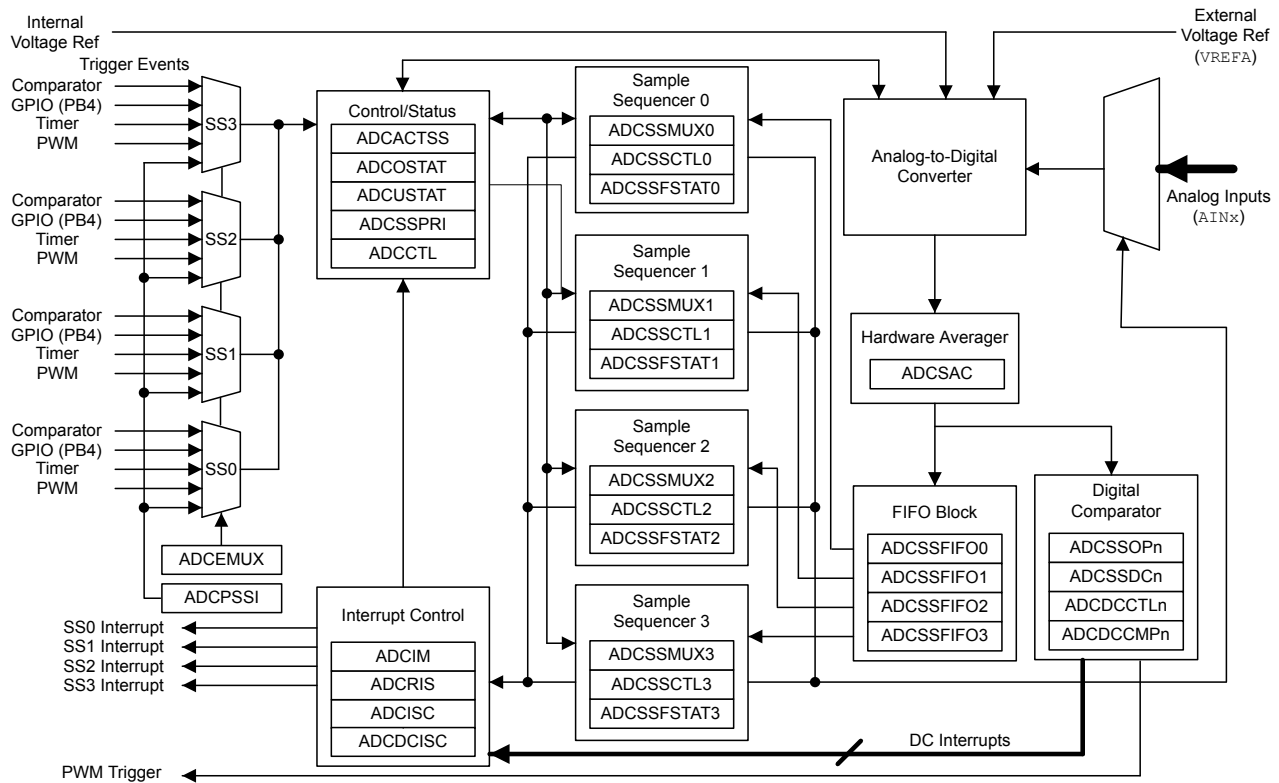 Internal
Voltage Ref
External
Voltage Ref
(VREFA)
Trigger Events
Comparator
GPIO (PB4)
Timer
PWM
SS3
Comparator
GPIO (PB4)
Timer
PWM
SS2
Comparator
GPIO (PB4)
Timer
PWM
SS1
Comparator
GPIO (PB4)
Timer
PWM
SS0
ADCEMUX
ADCPSSI
SS0 Interrupt
SS1 Interrupt
SS2 Interrupt
SS3 Interrupt
PWM Trigger
Control/Status
ADCACTSS
ADCOSTAT
ADCUSTAT
ADCSSPRI
ADCCTL
Interrupt Control
ADCIM
ADCRIS
ADCISC
ADCDCISC
Sample
Sequencer 0
ADCSSMUX0
ADCSSCTL0
ADCSSFSTAT0
Sample
Sequencer 1
ADCSSMUX1
ADCSSCTL1
ADCSSFSTAT1
Sample
Sequencer 2
ADCSSMUX2
ADCSSCTL2
ADCSSFSTAT2
Sample
Sequencer 3
ADCSSMUX3
ADCSSCTL3
ADCSSFSTAT3
Analog-to-Digital
Converter
Analog Inputs
(AINx)
Hardware Averager
ADCSAC
FIFO Block
ADCSSFIFO0
ADCSSFIFO1
ADCSSFIFO2
ADCSSFIFO3
Digital
Comparator
ADCSSOPn
ADCSSDCn
ADCDCCTLn
ADCDCCMPn
DC Interrupts